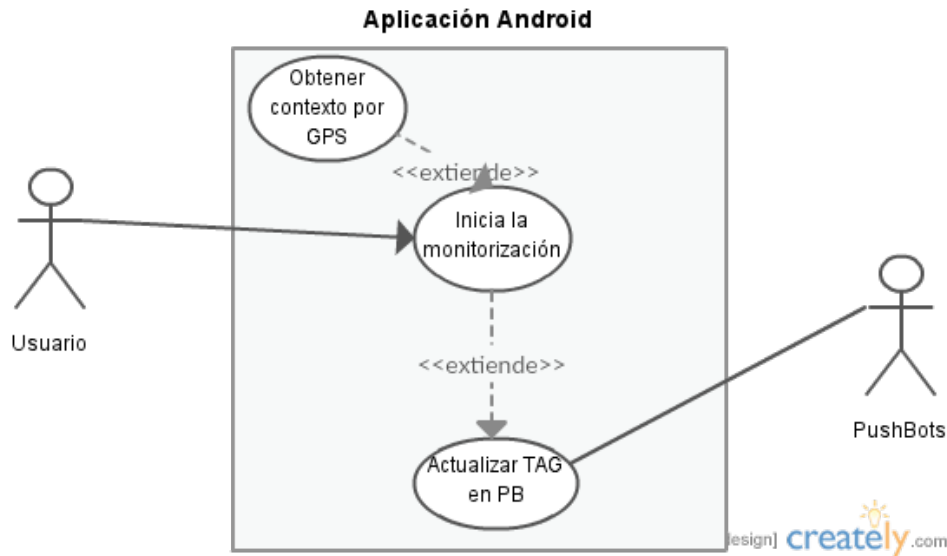 Aplicación Android
Obtener
contexto por
GPS
<<extiende>>
Inicia la
monitorización
Usuario
<<extiende>>
PushBots
Actualizar TAG
en PB
esign] creately.com